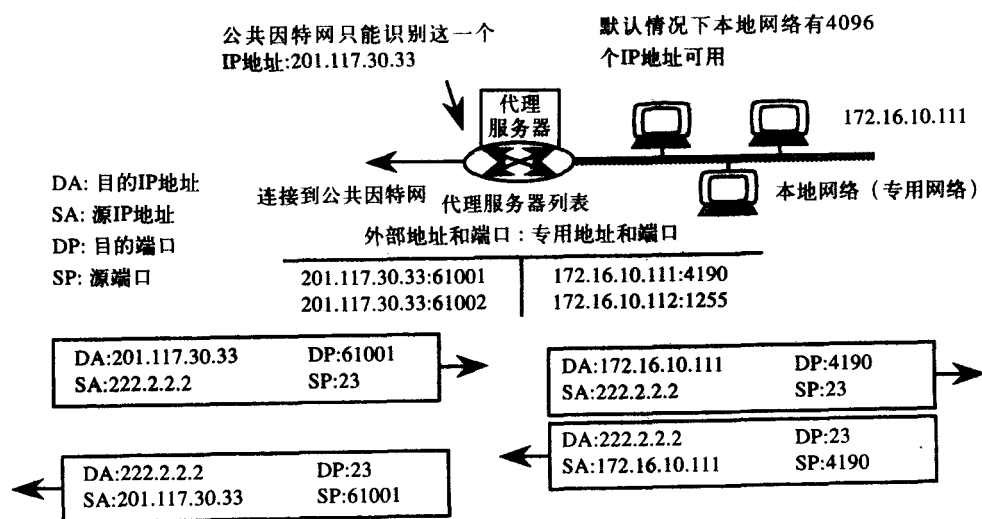 公共因特网只能识别这一个
IP地址:201.117.30.33
默认情况下本地网络有4096
个IP地址可用
代理
服务器
172.16.10.111
DA: 目的IP地址
SA: 源IP地址
DP: 目的端口
SP: 源端口
连接到公共因特网
代理服务器列表
本地网络（专用网络）
外部地址和端口：专用地址和端口
201.117.30.33:61001 172.16.10.111:4190
201.117.30.33:61002 172.16.10.112:1255
DA:201.117.30.33 DP:61001
SA:222.2.2.2 SP:23
DA:172.16.10.111 DP:4190
SA:222.2.2.2 SP:23
DA:222.2.2.2 DP:23
SA:172.16.10.111 SP:4190
DA:222.2.2.2 DP:23
SA:201.117.30.33 SP:61001